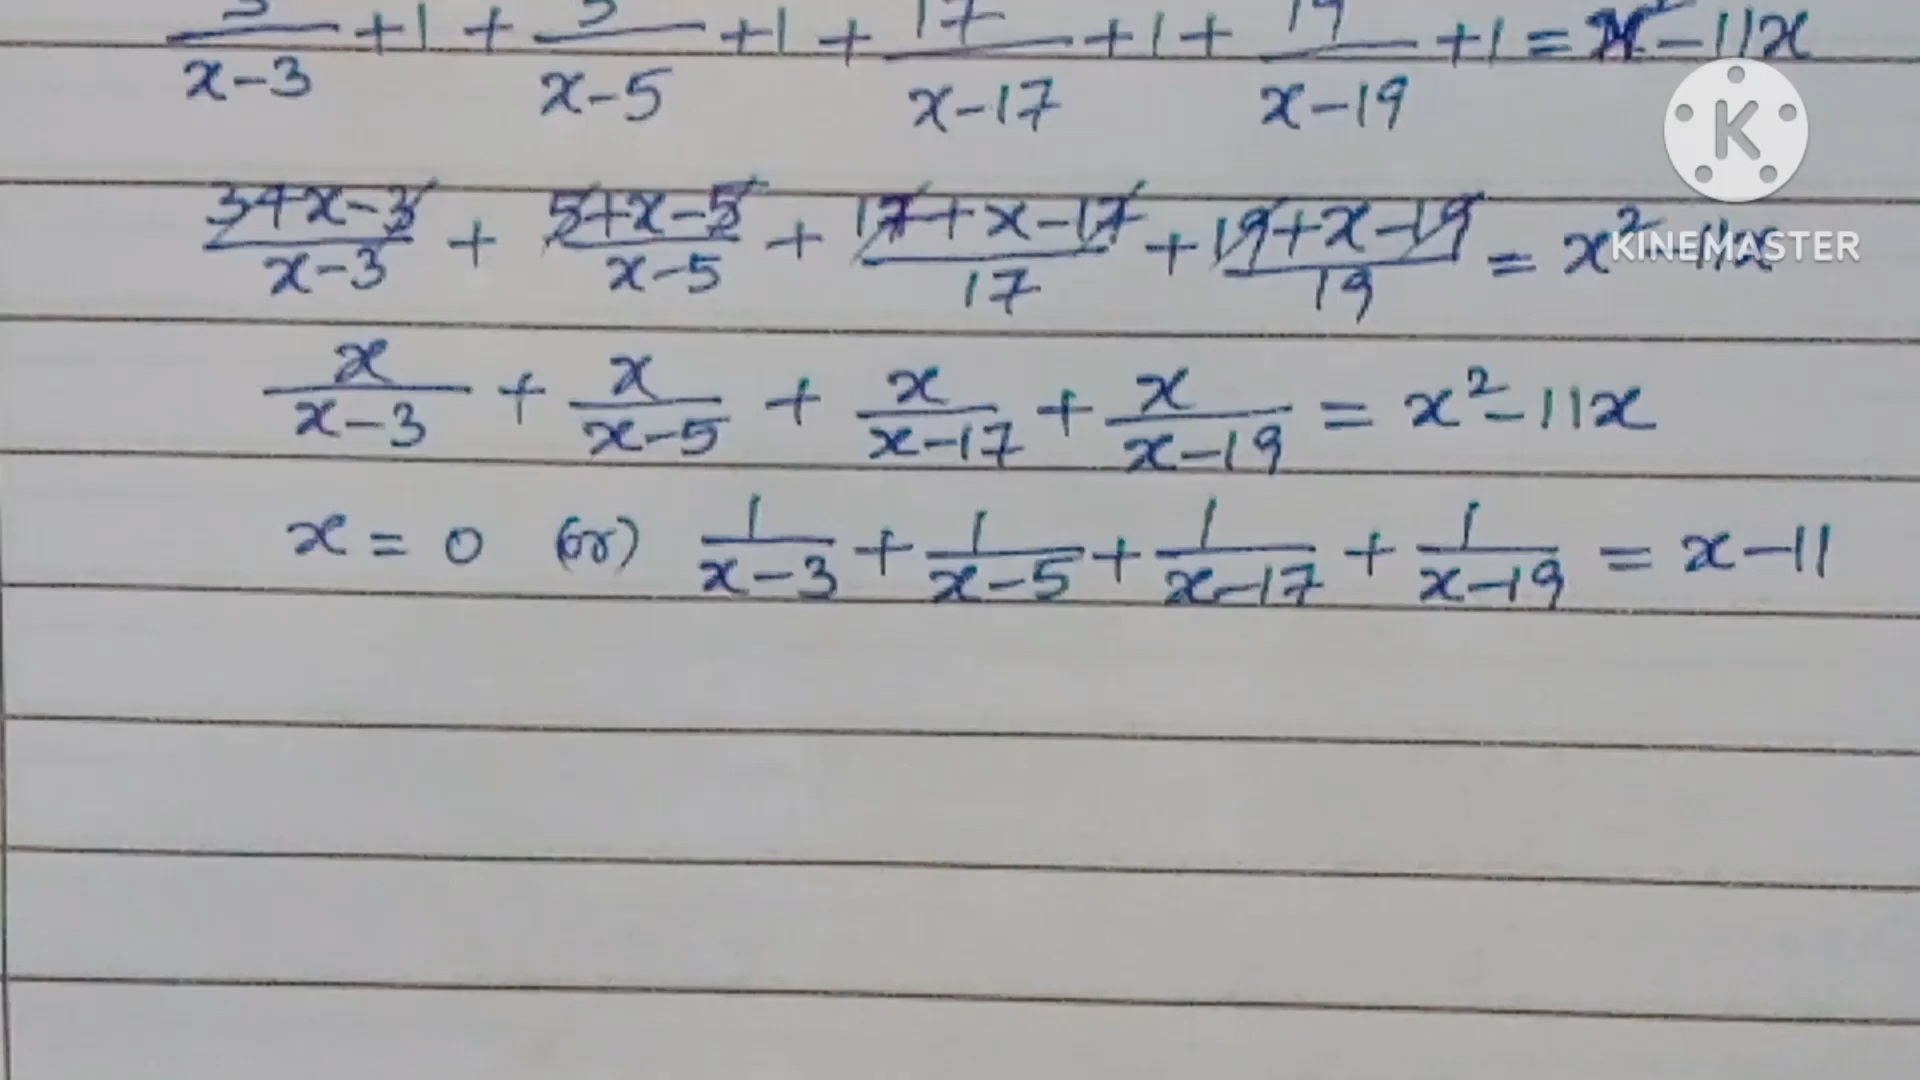 3/(x-3) +1 + 5/(x-5) +1 + 17/(x-17) +1 + 19/(x-19) +1 = x²-11x
K
(3+x-3)/(x-3) + (5+x-5)/(x-5) + (17+x-17)/17 + (19+x-19)/19 = x²-11x
KINEMASTER
x/(x-3) + x/(x-5) + x/(x-17) + x/(x-19) = x²-11x
x = 0 (or) 1/(x-3) + 1/(x-5) + 1/(x-17) + 1/(x-19) = x-11